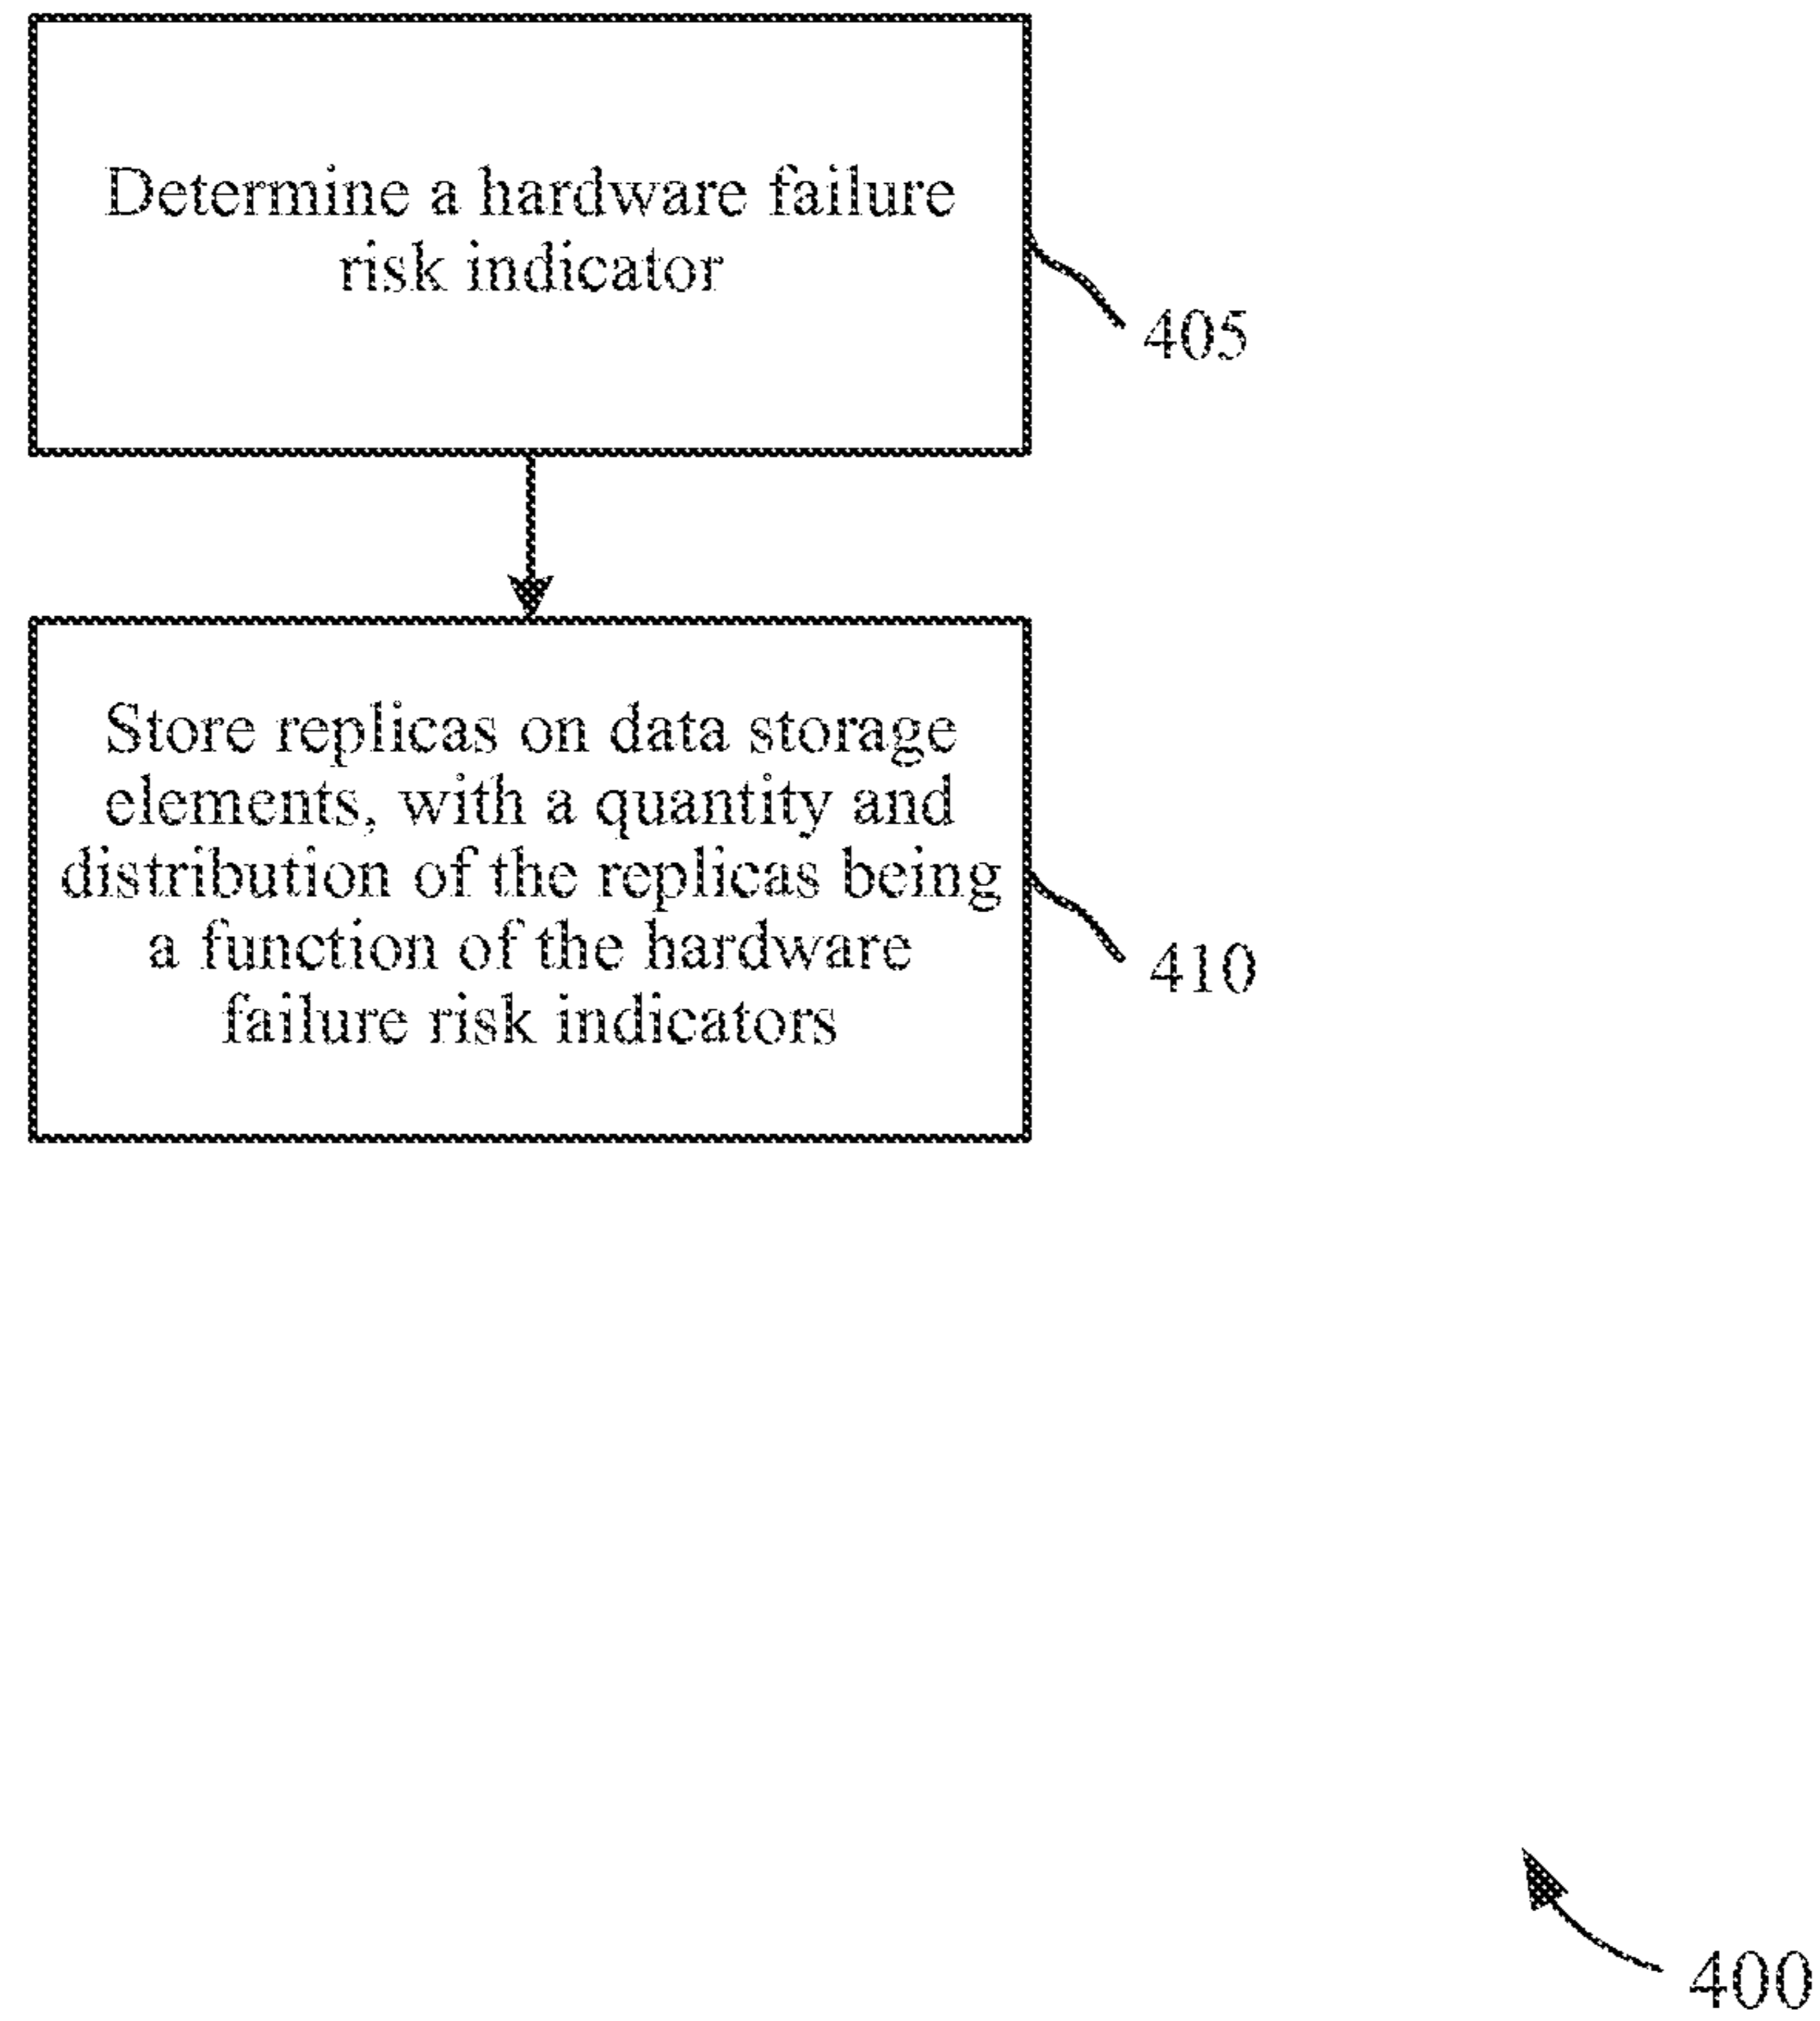 Determine a hardware failure
risk indicator
405
Store replicas on data storage
elements, with a quantity and
distribution of the replicas being
a function of the hardware
failure risk indicators
410
400